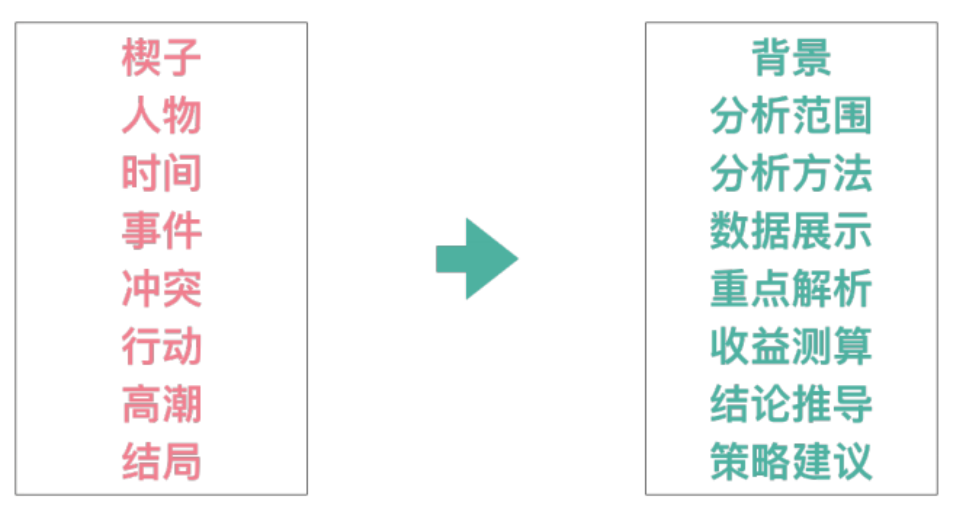 楔子
人物
时间
事件
冲突
行动
高潮
结局
背景
分析范围
分析方法
数据展示
重点解析
收益测算
结论推导
策略建议